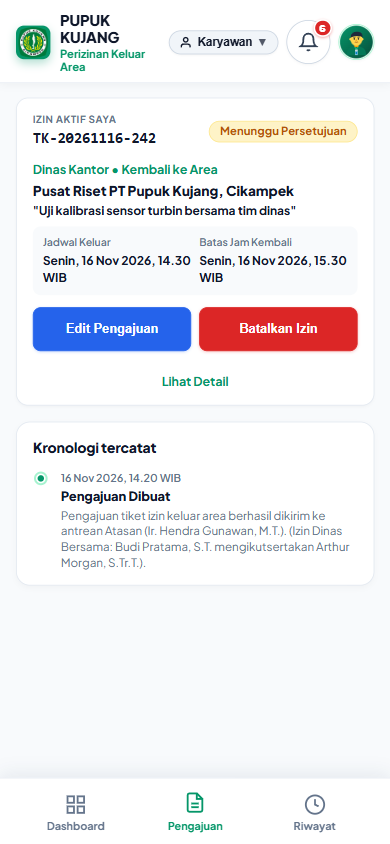 PUPUK
KUJANG
Perizinan Keluar
Area
Karyawan ▼
6
IZIN AKTIF SAYA
TK-20261116-242
Menunggu Persetujuan
Dinas Kantor ● Kembali ke Area
Pusat Riset PT Pupuk Kujang, Cikampek
"Uji kalibrasi sensor turbin bersama tim dinas"
Jadwal Keluar
Senin, 16 Nov 2026, 14.30
WIB
Batas Jam Kembali
Senin, 16 Nov 2026, 15.30
WIB
Edit Pengajuan
Batalkan Izin
Lihat Detail
Kronologi tercatat
16 Nov 2026, 14.20 WIB
Pengajuan Dibuat
Pengajuan tiket izin keluar area berhasil dikirim ke
antrean Atasan (Ir. Hendra Gunawan, M.T.). (Izin Dinas
Bersama: Budi Pratama, S.T. mengikutsertakan Arthur
Morgan, S.Tr.T.).
Dashboard
Pengajuan
Riwayat